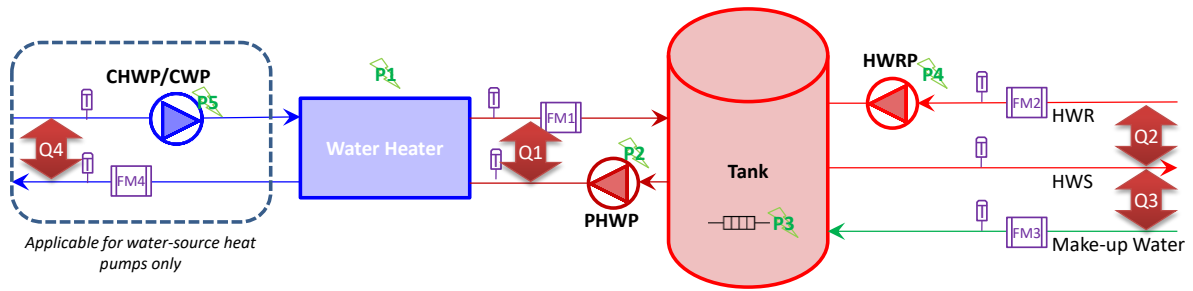 CHWP/CWP
P5
T
Q4
T
FM4
Applicable for water-source heat
pumps only
P1
Water Heater
T
FM1
Q1
T
P2
PHWP
Tank
P3
HWRP
P4
T
FM2
HWR
Q2
T
HWS
Q3
T
FM3
Make-up Water